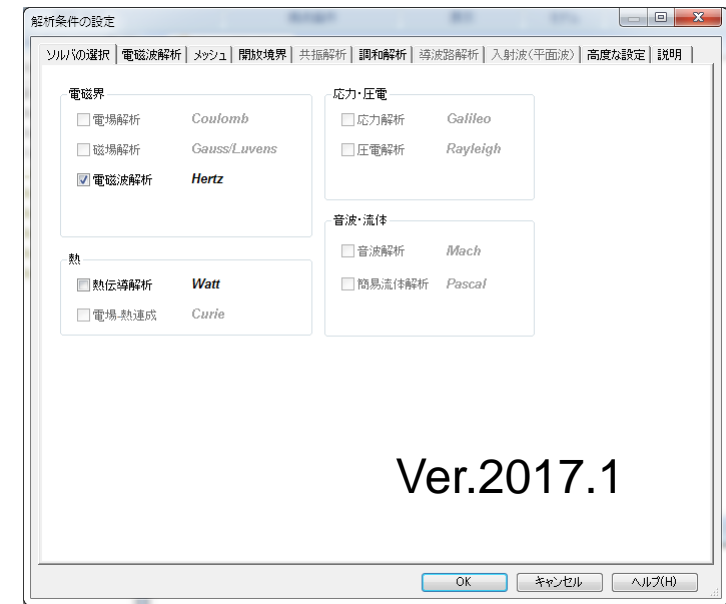 解析条件の設定
ソルバの選択 電磁波解析 メッシュ 開放境界 共振解析 調和解析 導波路解析 入射波(平面波) 高度な設定 説明
電磁界
電場解析 Coulomb
磁場解析 Gauss/Luvens
電磁波解析 Hertz
熱
熱伝導解析 Watt
電場-熱連成 Curie
応力・圧電
応力解析 Galileo
圧電解析 Rayleigh
音波・流体
音波解析 Mach
簡易流体解析 Pascal
Ver.2017.1
OK キャンセル ヘルプ(H)